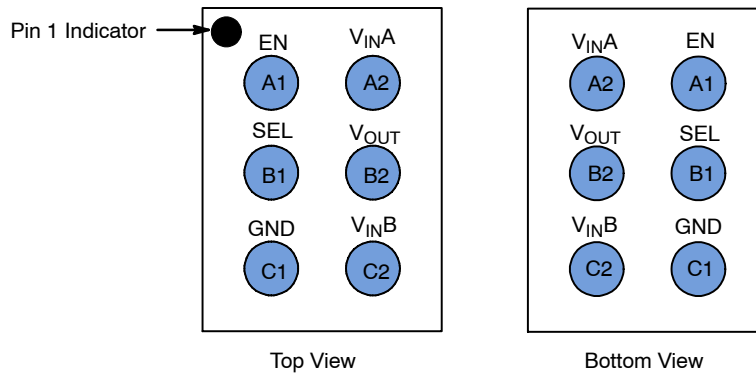 Pin 1 Indicator
EN VINA
A1 A2
SEL VOUT
B1 B2
GND VINB
C1 C2
Top View
VINA EN
A2 A1
VOUT SEL
B2 B1
VINB GND
C2 C1
Bottom View